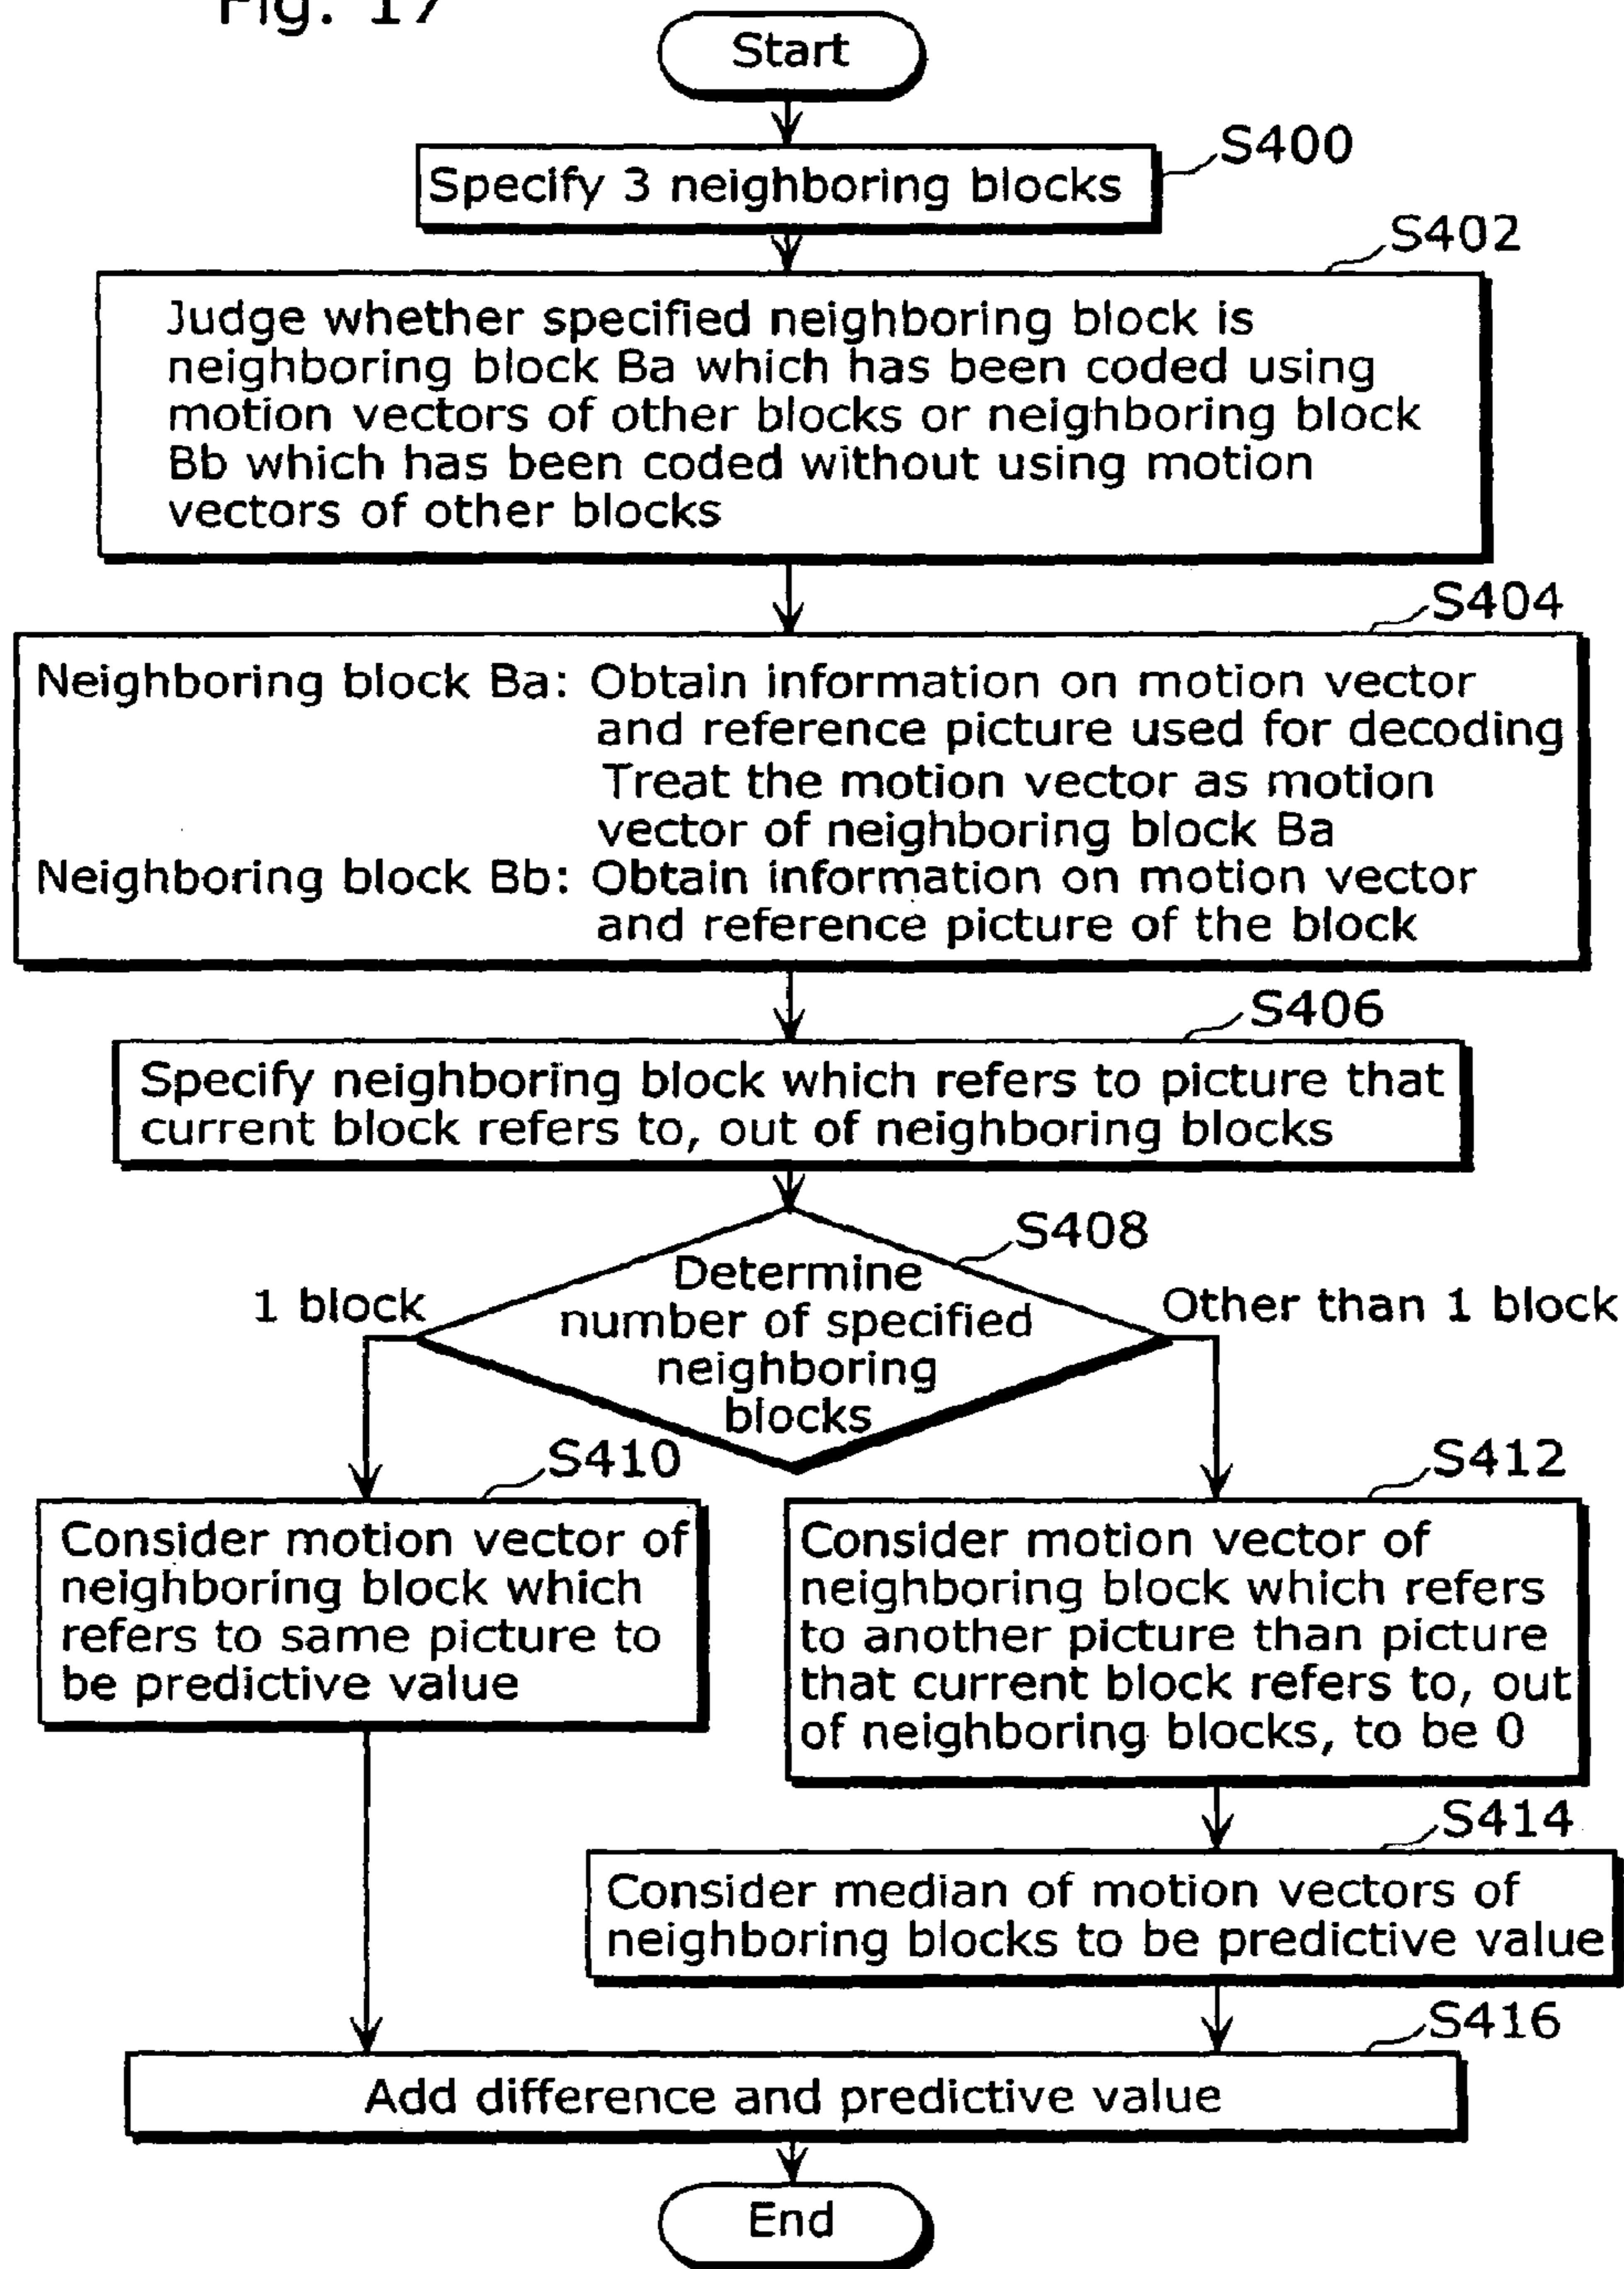 Fig. 17
Start
S400
Specify 3 neighboring blocks
S402
Judge whether specified neighboring block is
neighboring block Ba which has been coded using
motion vectors of other blocks or neighboring block
Bb which has been coded without using motion
vectors of other blocks
S404
Neighboring block Ba: Obtain information on motion vector
and reference picture used for decoding
Treat the motion vector as motion
vector of neighboring block Ba
Neighboring block Bb: Obtain information on motion vector
and reference picture of the block
S406
Specify neighboring block which refers to picture that
current block refers to, out of neighboring blocks
S408
Determine
number of specified
neighboring
blocks
1 block
Other than 1 block
S410
Consider motion vector of
neighboring block which
refers to same picture to
be predictive value
S412
Consider motion vector of
neighboring block which refers
to another picture than picture
that current block refers to, out
of neighboring blocks, to be 0
S414
Consider median of motion vectors of
neighboring blocks to be predictive value
S416
Add difference and predictive value
End